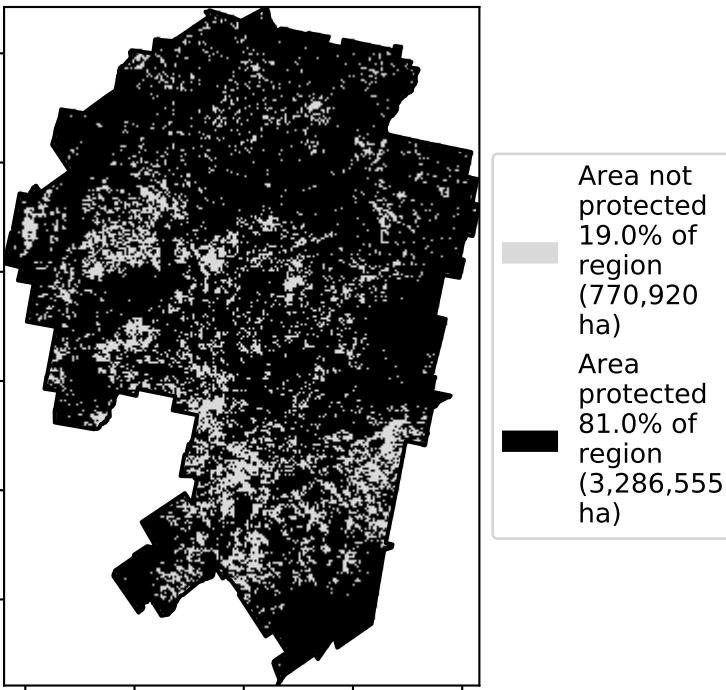 Area not
protected
19.0% of
region
(770,920
ha)
Area
protected
81.0% of
region
(3,286,555
ha)